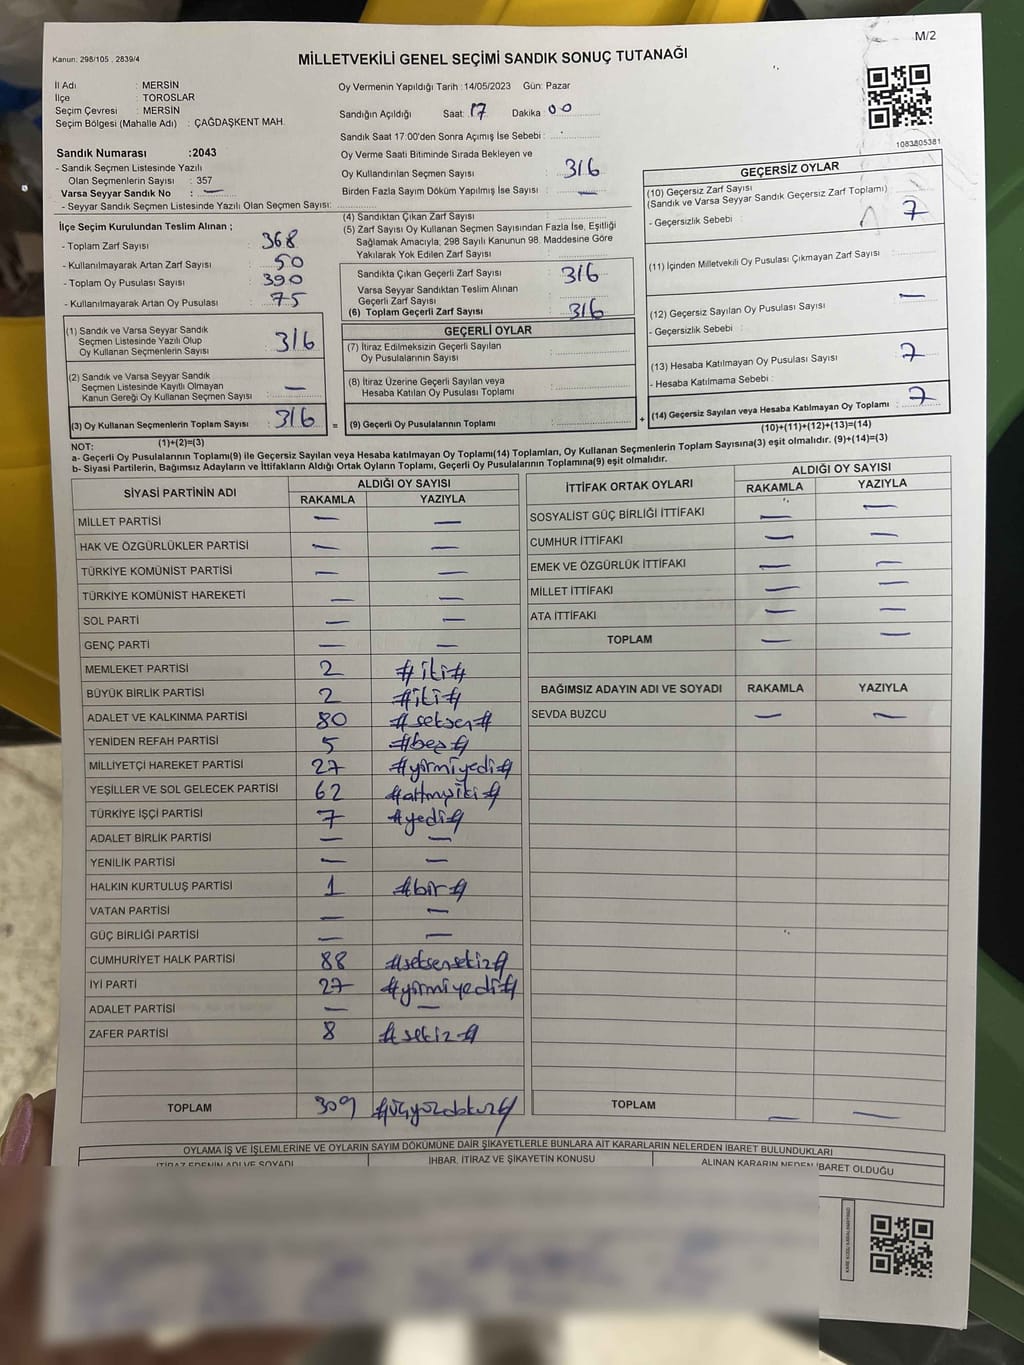 M/2
Kanun: 298/105 . 2839/4
MİLLETVEKİLİ GENEL SEÇİMİ SANDIK SONUÇ TUTANAĞI
İl Adı : MERSİN
İlçe : TOROSLAR
Seçim Çevresi : MERSİN
Seçim Bölgesi (Mahalle Adı) : ÇAĞDAŞKENT MAH.
Oy Vermenin Yapıldığı Tarih :14/05/2023 Gün: Pazar
Sandığın Açıldığı Saat: 17 Dakika: 00
Sandık Saat 17:00'den Sonra Açımış İse Sebebi :
Sandık Numarası :2043
- Sandık Seçmen Listesinde Yazılı
Olan Seçmenlerin Sayısı : 357
Varsa Seyyar Sandık No : —
- Seyyar Sandık Seçmen Listesinde Yazılı Olan Seçmen Sayısı:
Oy Verme Saati Bitiminde Sırada Bekleyen ve
Oy Kullandırılan Seçmen Sayısı : 316
Birden Fazla Sayım Döküm Yapılmış İse Sayısı : —
1083805381
İlçe Seçim Kurulundan Teslim Alınan ;
- Toplam Zarf Sayısı : 368
- Kullanılmayarak Artan Zarf Sayısı : 50
- Toplam Oy Pusulası Sayısı : 390
- Kullanılmayarak Artan Oy Pusulası : 75
(1) Sandık ve Varsa Seyyar Sandık
Seçmen Listesinde Yazılı Olup
Oy Kullanan Seçmenlerin Sayısı : 316
(2) Sandık ve Varsa Seyyar Sandık
Seçmen Listesinde Kayıtlı Olmayan
Kanun Gereği Oy Kullanan Seçmen Sayısı : —
(3) Oy Kullanan Seçmenlerin Toplam Sayısı : 316
(1)+(2)=(3)
(4) Sandıktan Çıkan Zarf Sayısı :
(5) Zarf Sayısı Oy Kullanan Seçmen Sayısından Fazla İse, Eşitliği
Sağlamak Amacıyla, 298 Sayılı Kanunun 98. Maddesine Göre
Yakılarak Yok Edilen Zarf Sayısı :
Sandıkta Çıkan Geçerli Zarf Sayısı : 316
Varsa Seyyar Sandıktan Teslim Alınan
Geçerli Zarf Sayısı :
(6) Toplam Geçerli Zarf Sayısı : 316
GEÇERLİ OYLAR
(7) İtiraz Edilmeksizin Geçerli Sayılan
Oy Pusulalarının Sayısı :
(8) İtiraz Üzerine Geçerli Sayılan veya
Hesaba Katılan Oy Pusulası Toplamı :
= (9) Geçerli Oy Pusulalarının Toplamı : +
GEÇERSİZ OYLAR
(10) Geçersiz Zarf Sayısı
(Sandık ve Varsa Seyyar Sandık Geçersiz Zarf Toplamı)
- Geçersizlik Sebebi : 7
(11) İçinden Milletvekili Oy Pusulası Çıkmayan Zarf Sayısı :
(12) Geçersiz Sayılan Oy Pusulası Sayısı : —
- Geçersizlik Sebebi :
(13) Hesaba Katılmayan Oy Pusulası Sayısı : 7
- Hesaba Katılmama Sebebi :
(14) Geçersiz Sayılan veya Hesaba Katılmayan Oy Toplamı : 7
(10)+(11)+(12)+(13)=(14)
NOT:
a- Geçerli Oy Pusulalarının Toplamı(9) ile Geçersiz Sayılan veya Hesaba katılmayan Oy Toplamı(14) Toplamları, Oy Kullanan Seçmenlerin Toplam Sayısına(3) eşit olmalıdır. (9)+(14)=(3)
b- Siyasi Partilerin, Bağımsız Adayların ve İttifakların Aldığı Ortak Oyların Toplamı, Geçerli Oy Pusulalarının Toplamına(9) eşit olmalıdır.
SİYASİ PARTİNİN ADI ALDIĞI OY SAYISI
RAKAMLA YAZIYLA
MİLLET PARTİSİ — —
HAK VE ÖZGÜRLÜKLER PARTİSİ — —
TÜRKİYE KOMÜNİST PARTİSİ — —
TÜRKİYE KOMÜNİST HAREKETİ — —
SOL PARTİ — —
GENÇ PARTİ — —
MEMLEKET PARTİSİ 2 #iki#
BÜYÜK BİRLİK PARTİSİ 2 #iki#
ADALET VE KALKINMA PARTİSİ 80 #seksen#
YENİDEN REFAH PARTİSİ 5 #beş#
MİLLİYETÇİ HAREKET PARTİSİ 27 #yirmiyedi#
YEŞİLLER VE SOL GELECEK PARTİSİ 62 #altmışiki#
TÜRKİYE İŞÇİ PARTİSİ 7 #yedi#
ADALET BİRLİK PARTİSİ — —
YENİLİK PARTİSİ — —
HALKIN KURTULUŞ PARTİSİ 1 #bir#
VATAN PARTİSİ — —
GÜÇ BİRLİĞİ PARTİSİ — —
CUMHURİYET HALK PARTİSİ 88 #seksensekiz#
İYİ PARTİ 27 #yirmiyedi#
ADALET PARTİSİ — —
ZAFER PARTİSİ 8 #sekiz#
TOPLAM 309 #üçyüzdokuz#
İTTİFAK ORTAK OYLARI ALDIĞI OY SAYISI
RAKAMLA YAZIYLA
SOSYALİST GÜÇ BİRLİĞİ İTTİFAKI — —
CUMHUR İTTİFAKI — —
EMEK VE ÖZGÜRLÜK İTTİFAKI — —
MİLLET İTTİFAKI — —
ATA İTTİFAKI — —
TOPLAM — —
BAĞIMSIZ ADAYIN ADI VE SOYADI RAKAMLA YAZIYLA
SEVDA BUZCU — —
TOPLAM — —
OYLAMA İŞ VE İŞLEMLERİNE VE OYLARIN SAYIM DÖKÜMÜNE DAİR ŞİKAYETLERLE BUNLARA AİT KARARLARIN NELERDEN İBARET BULUNDUKLARI
İTİRAZ EDENİN ADI VE SOYADI İHBAR, İTİRAZ VE ŞİKAYETİN KONUSU ALINAN KARARIN NEDEN İBARET OLDUĞU